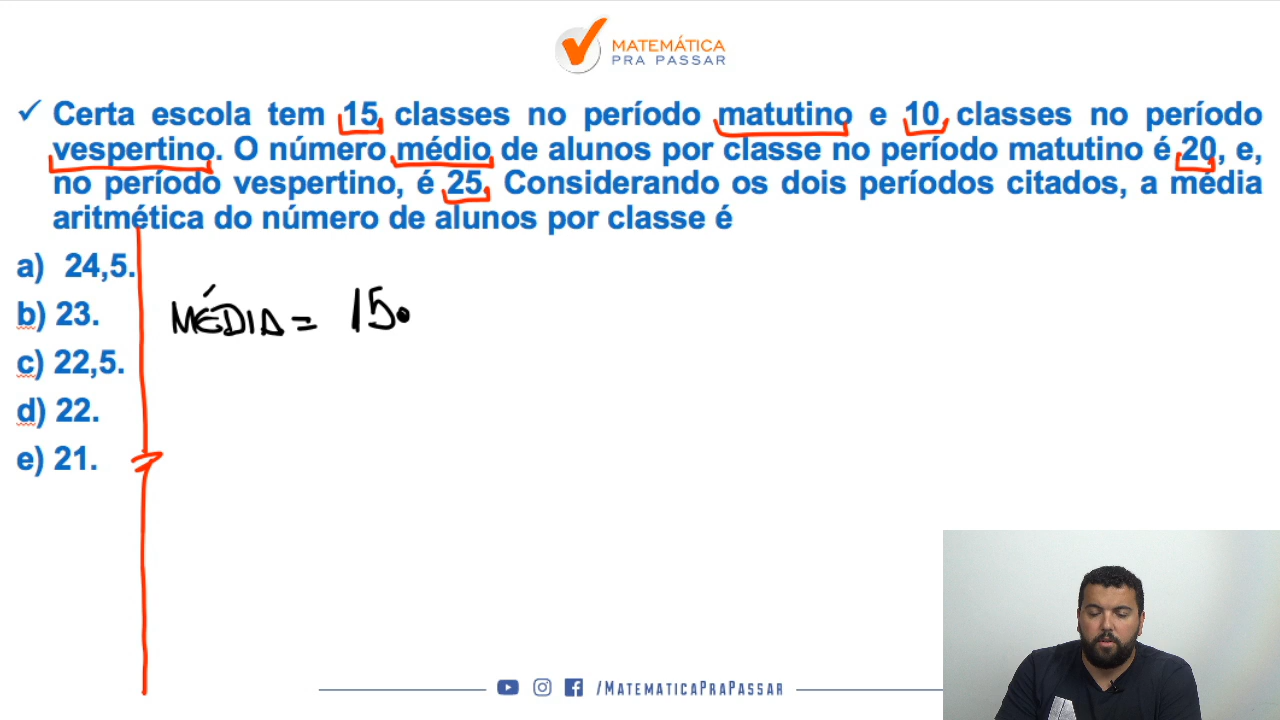 MATEMÁTICA
PRA PASSAR
✓ Certa escola tem 15 classes no período matutino e 10 classes no período
vespertino. O número médio de alunos por classe no período matutino é 20, e,
no período vespertino, é 25. Considerando os dois períodos citados, a média
aritmética do número de alunos por classe é
a) 24,5.
b) 23.
c) 22,5.
d) 22.
e) 21.
MÉDIA = 15.
/MATEMATICAPRAPASSAR